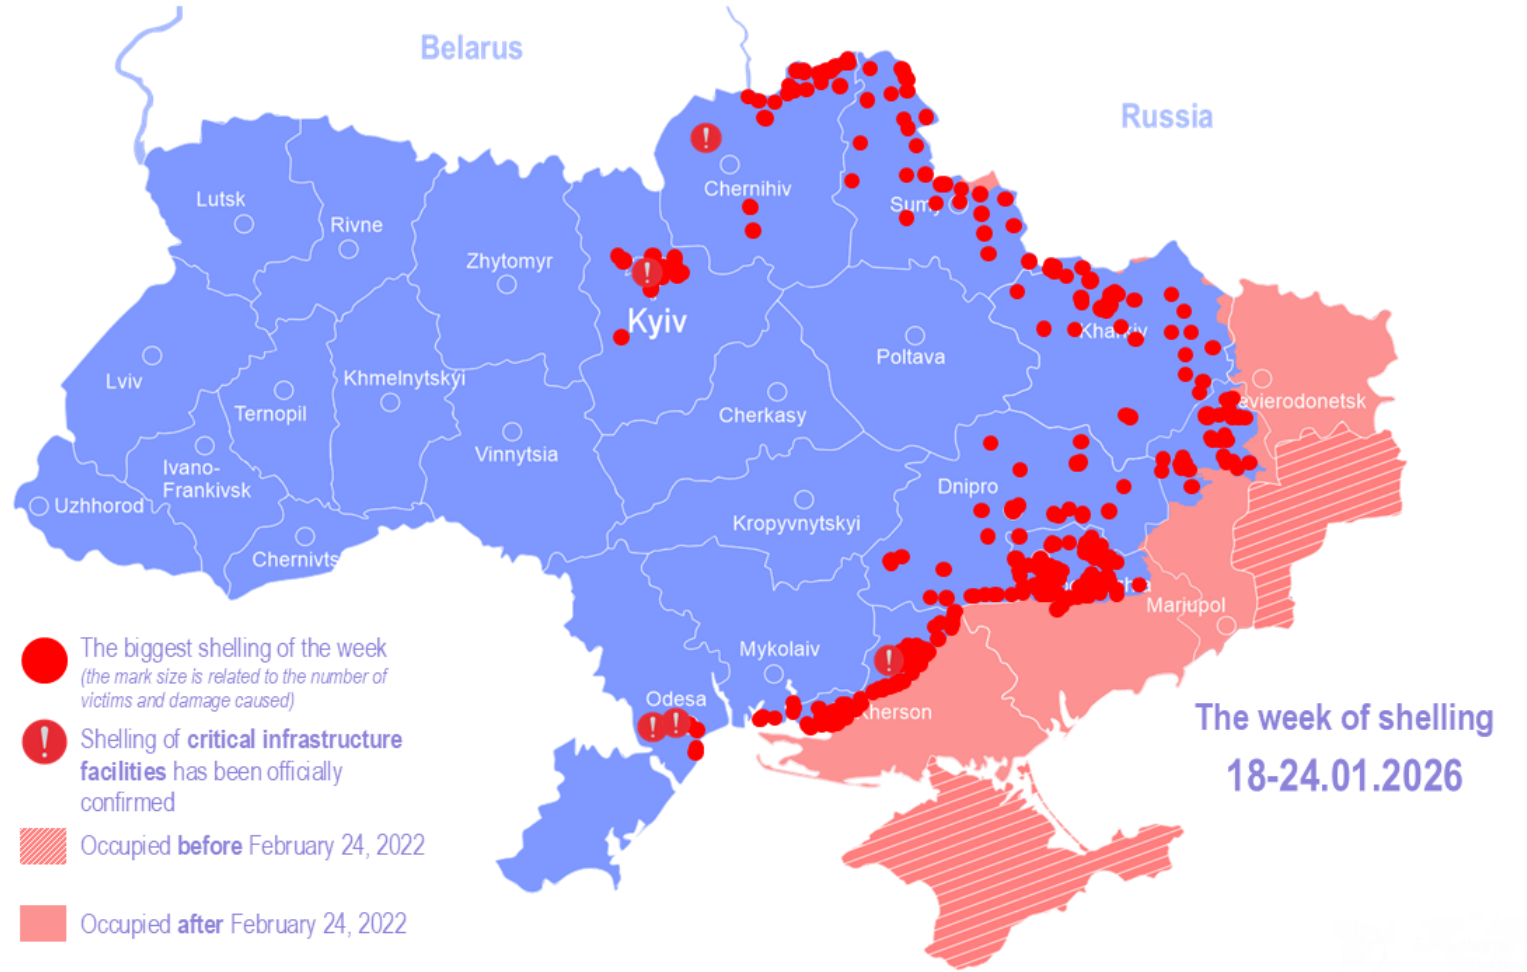 Belarus
Russia
Lutsk
Rivne
Zhytomyr
Chernihiv
Sumy
Kyiv
Kharkiv
Poltava
Lviv
Ternopil
Khmelnytskyi
Cherkasy
evierodonetsk
Ivano-
Frankivsk
Vinnytsia
Uzhhorod
Dnipro
Kropyvnytskyi
Chernivts
Mariupol
Mykolaiv
Odesa
Kherson
The biggest shelling of the week
(the mark size is related to the number of
victims and damage caused)
Shelling of critical infrastructure
facilities has been officially
confirmed
Occupied before February 24, 2022
Occupied after February 24, 2022
The week of shelling
18-24.01.2026